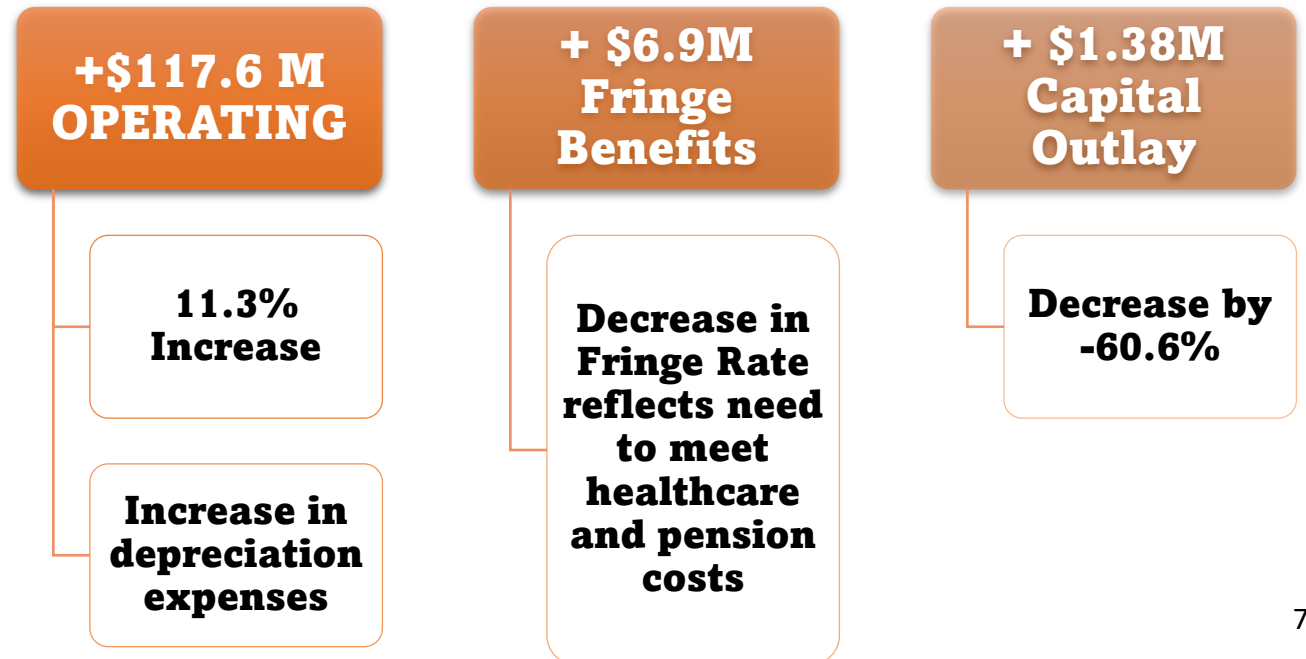 +$117.6 M
OPERATING
11.3%
Increase
Increase in
depreciation
expenses
+ $6.9M
Fringe
Benefits
Decrease in
Fringe Rate
reflects need
to meet
healthcare
and pension
costs
+ $1.38M
Capital
Outlay
Decrease by
-60.6%
7